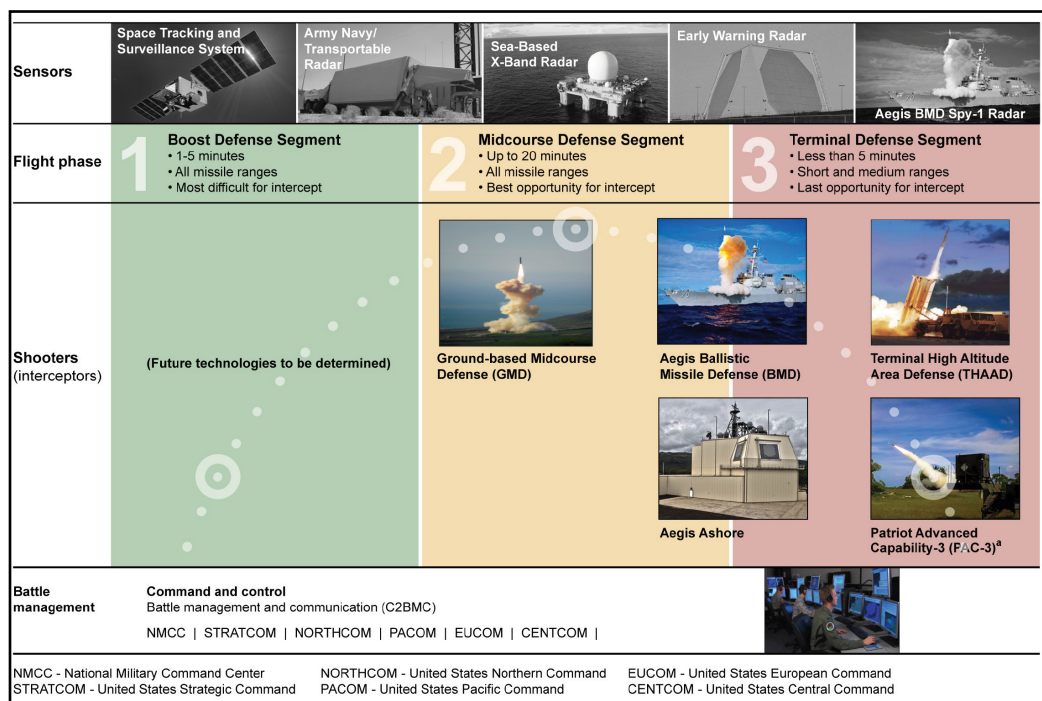 Sensors
Space Tracking and
Surveillance System
Army Navy/
Transportable
Radar
Sea-Based
X-Band Radar
Early Warning Radar
Aegis BMD Spy-1 Radar
Flight phase
1
Boost Defense Segment
• 1-5 minutes
• All missile ranges
• Most difficult for intercept
2
Midcourse Defense Segment
• Up to 20 minutes
• All missile ranges
• Best opportunity for intercept
3
Terminal Defense Segment
• Less than 5 minutes
• Short and medium ranges
• Last opportunity for intercept
Shooters
(interceptors)
(Future technologies to be determined)
Ground-based Midcourse
Defense (GMD)
Aegis Ballistic
Missile Defense (BMD)
Terminal High Altitude
Area Defense (THAAD)
Aegis Ashore
Patriot Advanced
Capability-3 (PAC-3)a
Battle
management
Command and control
Battle management and communication (C2BMC)
NMCC | STRATCOM | NORTHCOM | PACOM | EUCOM | CENTCOM |
NMCC - National Military Command Center
STRATCOM - United States Strategic Command
NORTHCOM - United States Northern Command
PACOM - United States Pacific Command
EUCOM - United States European Command
CENTCOM - United States Central Command